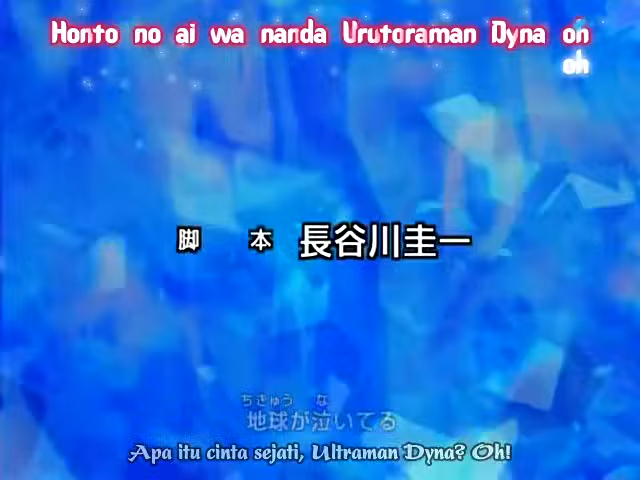 Honto no ai wa nanda Urutoraman Dyna oh
oh
脚 本 長谷川圭一
ちきゅう な
地球が泣いてる
Apa itu cinta sejati, Ultraman Dyna? Oh!